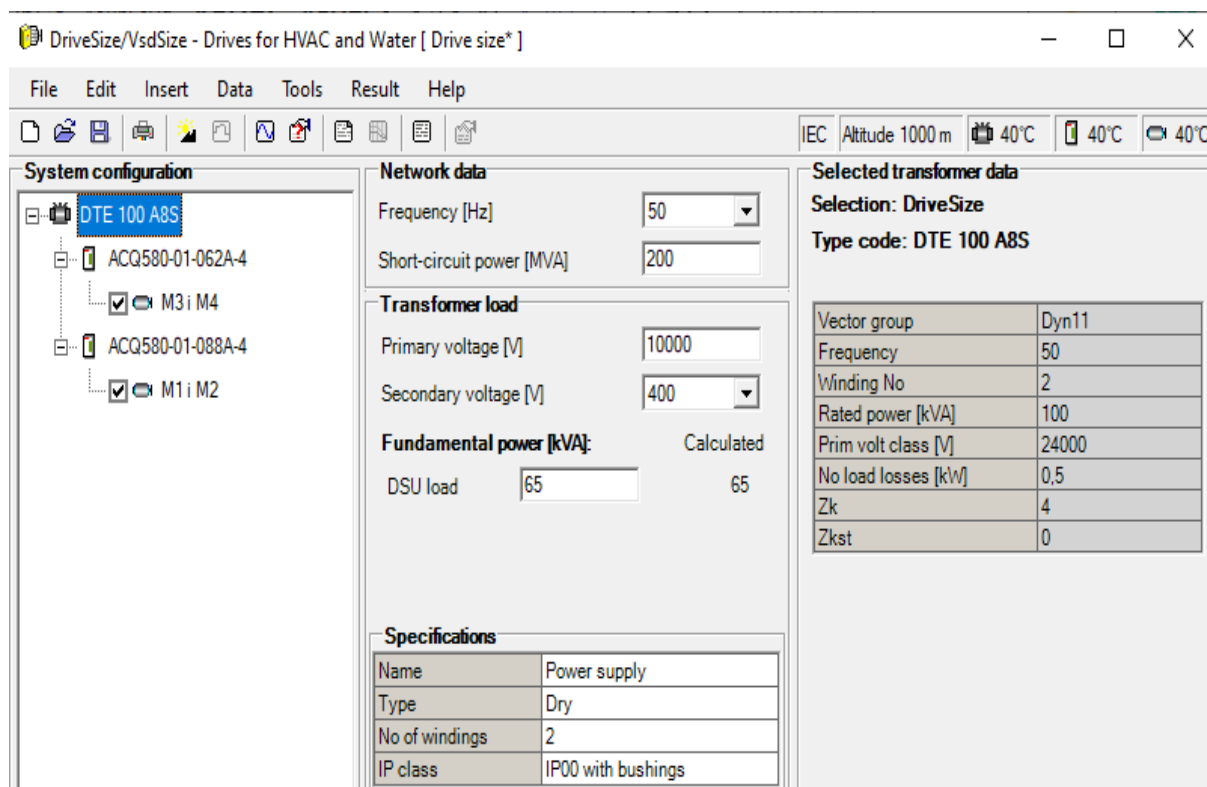 DriveSize/VsdSize - Drives for HVAC and Water [ Drive size* ]
File Edit Insert Data Tools Result Help
IEC Altitude 1000 m 40°C 40°C 40°C
System configuration
DTE 100 A8S
ACQ580-01-062A-4
M3 i M4
ACQ580-01-088A-4
M1 i M2
Network data
Frequency [Hz] 50
Short-circuit power [MVA] 200
Transformer load
Primary voltage [V] 10000
Secondary voltage [V] 400
Fundamental power [kVA]: Calculated
DSU load 65 65
Specifications
Name Power supply
Type Dry
No of windings 2
IP class IP00 with bushings
Selected transformer data
Selection: DriveSize
Type code: DTE 100 A8S
Vector group Dyn11
Frequency 50
Winding No 2
Rated power [kVA] 100
Prim volt class [V] 24000
No load losses [kW] 0,5
Zk 4
Zkst 0